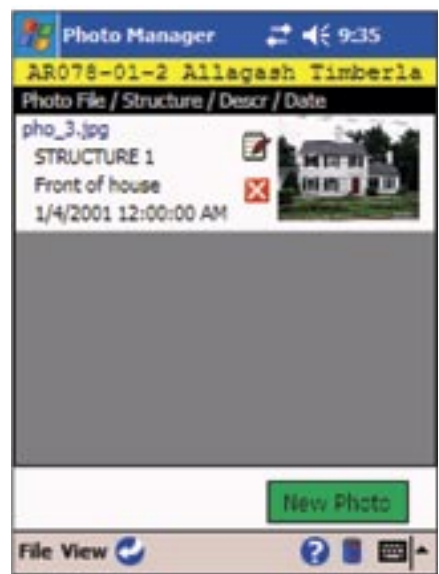 Photo Manager 9:35
AR078-01-2 Allagash Timberla
Photo File / Structure / Descr / Date
pho_3.jpg
STRUCTURE 1
Front of house
1/4/2001 12:00:00 AM
New Photo
File View